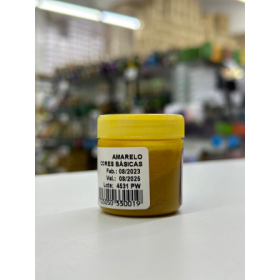 AMARELO
CORES BÁSICAS
Fab.: 08/2023
Val.: 08/2025
Lote: 4531 PW